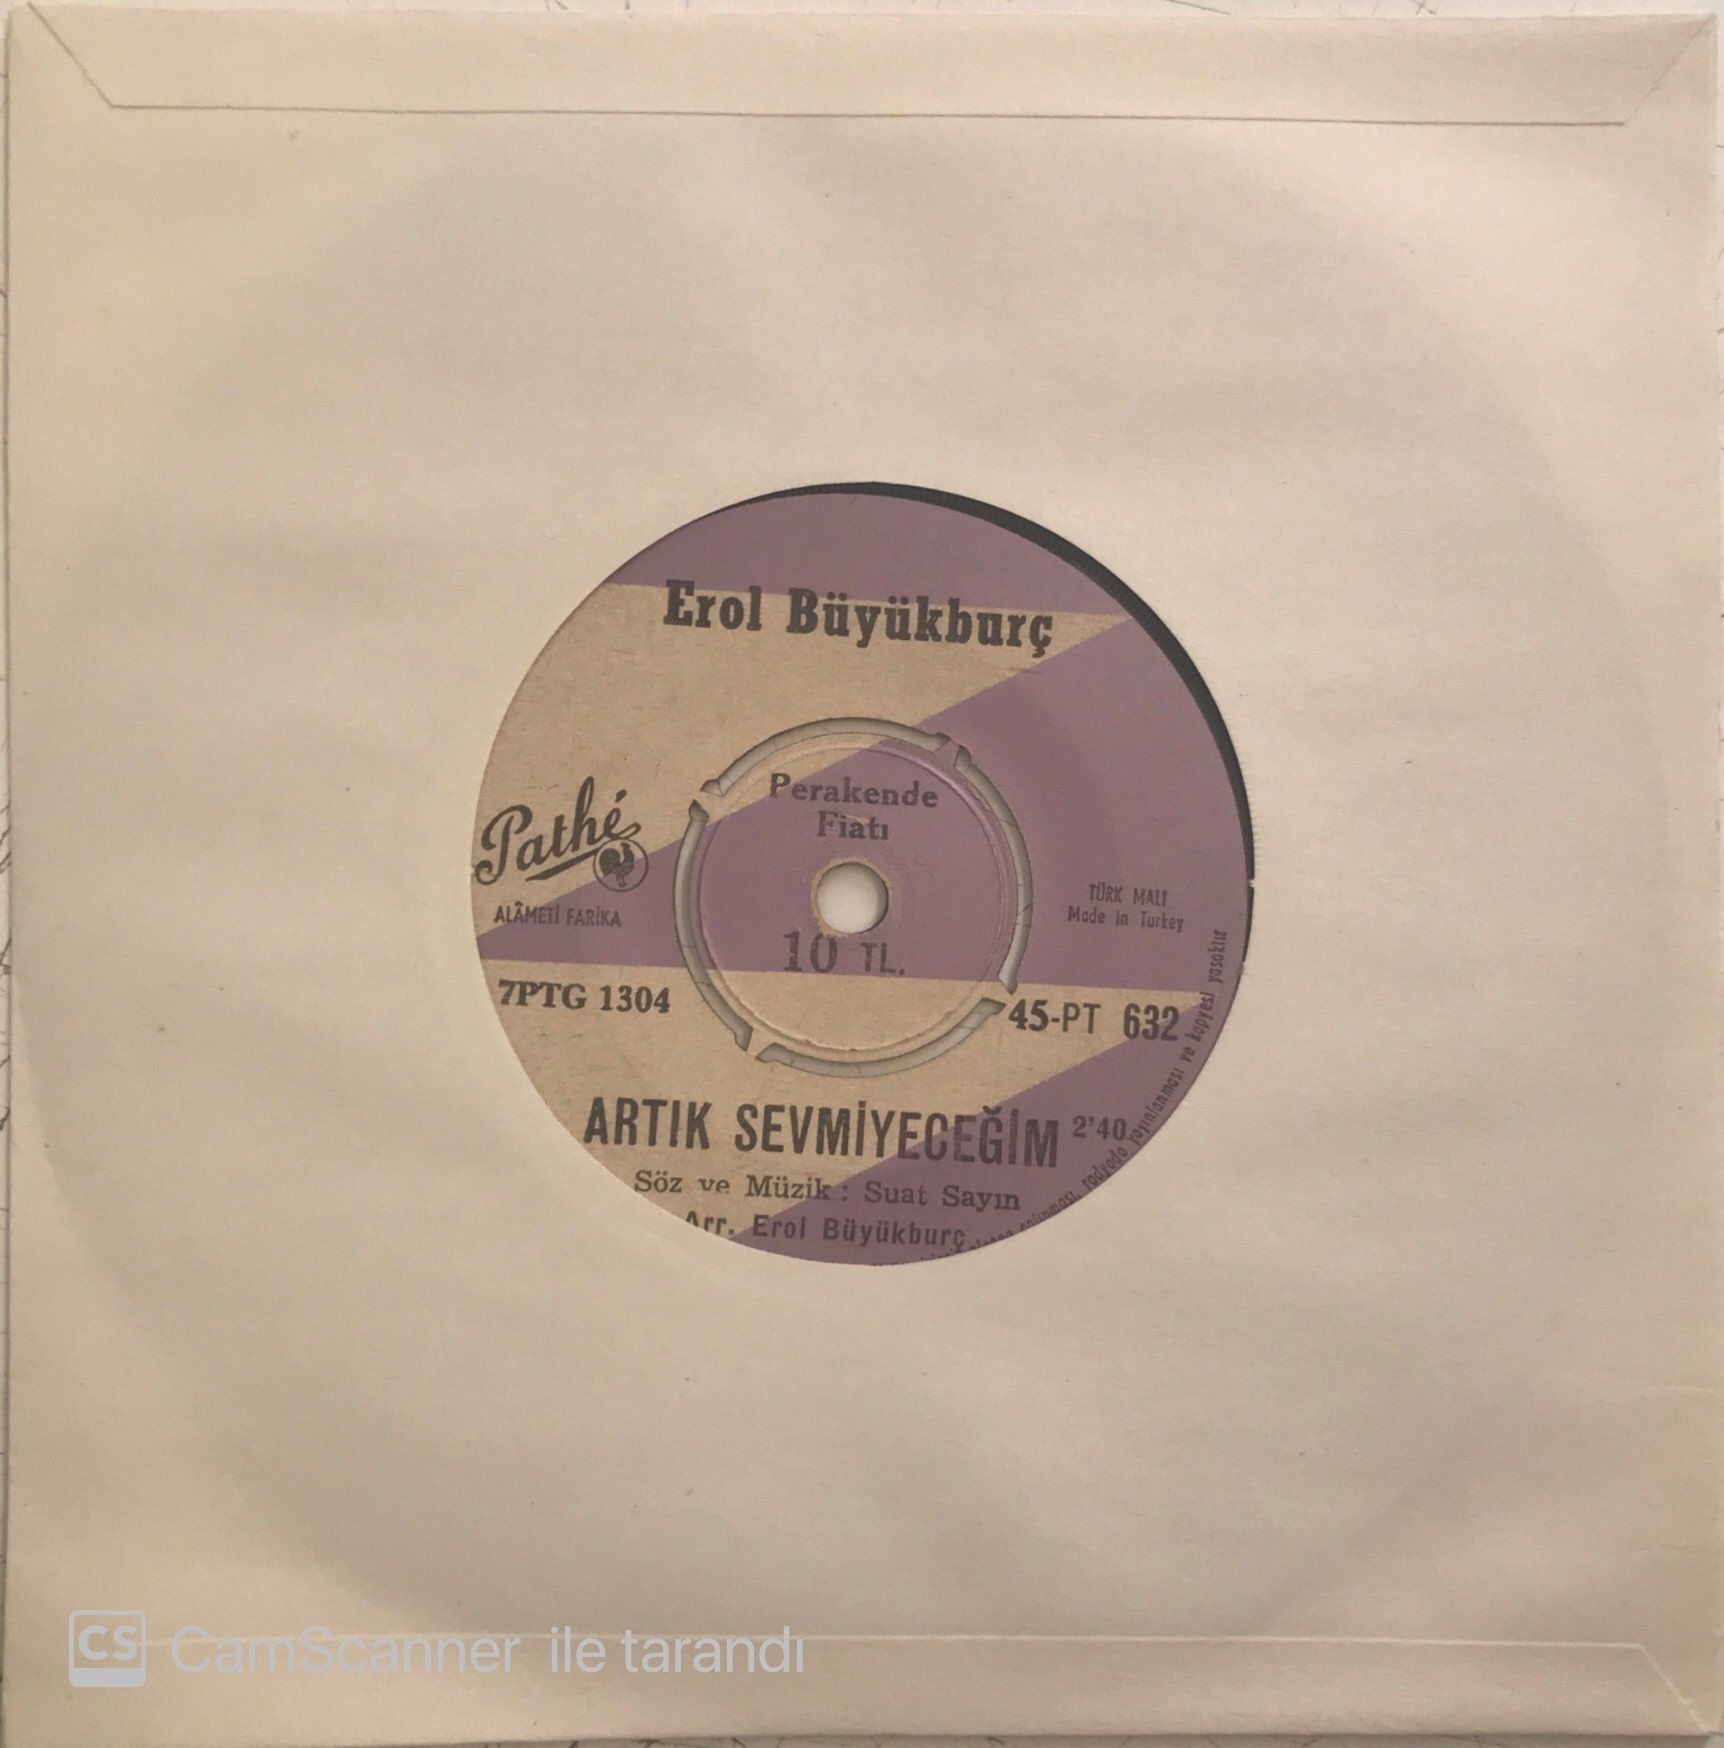 Erol Büyükburç
Perakende
Fiatı
10 TL.
Pathé
ALÂMETİ FARİKA
TÜRK MALI
Made in Turkey
7PTG 1304
45-PT 632
ARTIK SEVMİYECEĞİM 2'40
Söz ve Müzik : Suat Sayın
Arr. Erol Büyükburç
çalınması, radyoda yayınlanması ve kopyesi yasaktır
CS CamScanner ile tarandı